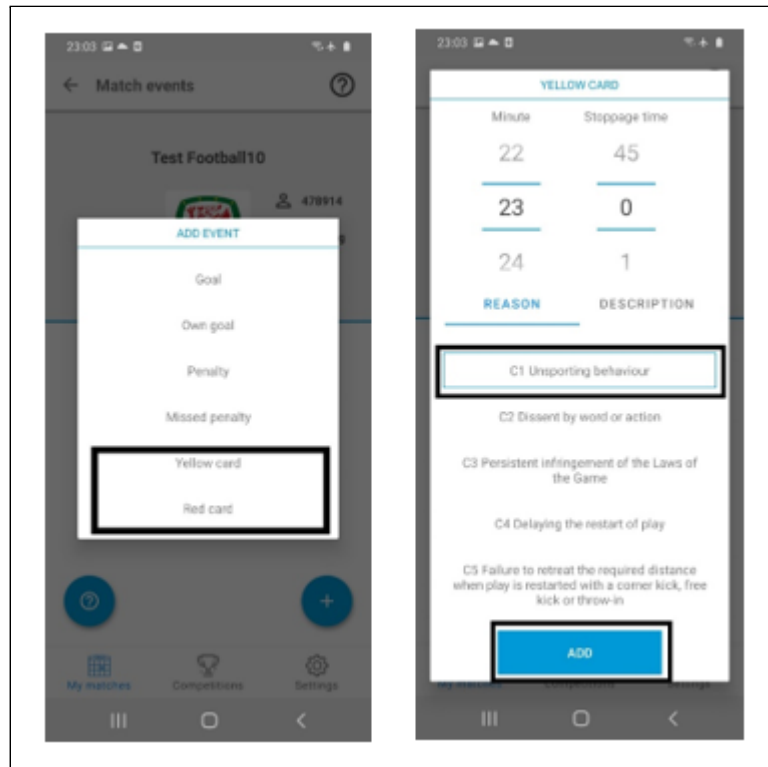 23:03
Match events
Test Football10
478914
ADD EVENT
Goal
Own goal
Penalty
Missed penalty
Yellow card
Red card
My matches Competitions Settings
23:03
YELLOW CARD
Minute Stoppage time
22 45
23 0
24 1
REASON DESCRIPTION
C1 Unsporting behaviour
C2 Dissent by word or action
C3 Persistent infringement of the Laws of
the Game
C4 Delaying the restart of play
C5 Failure to retreat the required distance
when play is restarted with a corner kick, free
kick or throw-in
ADD